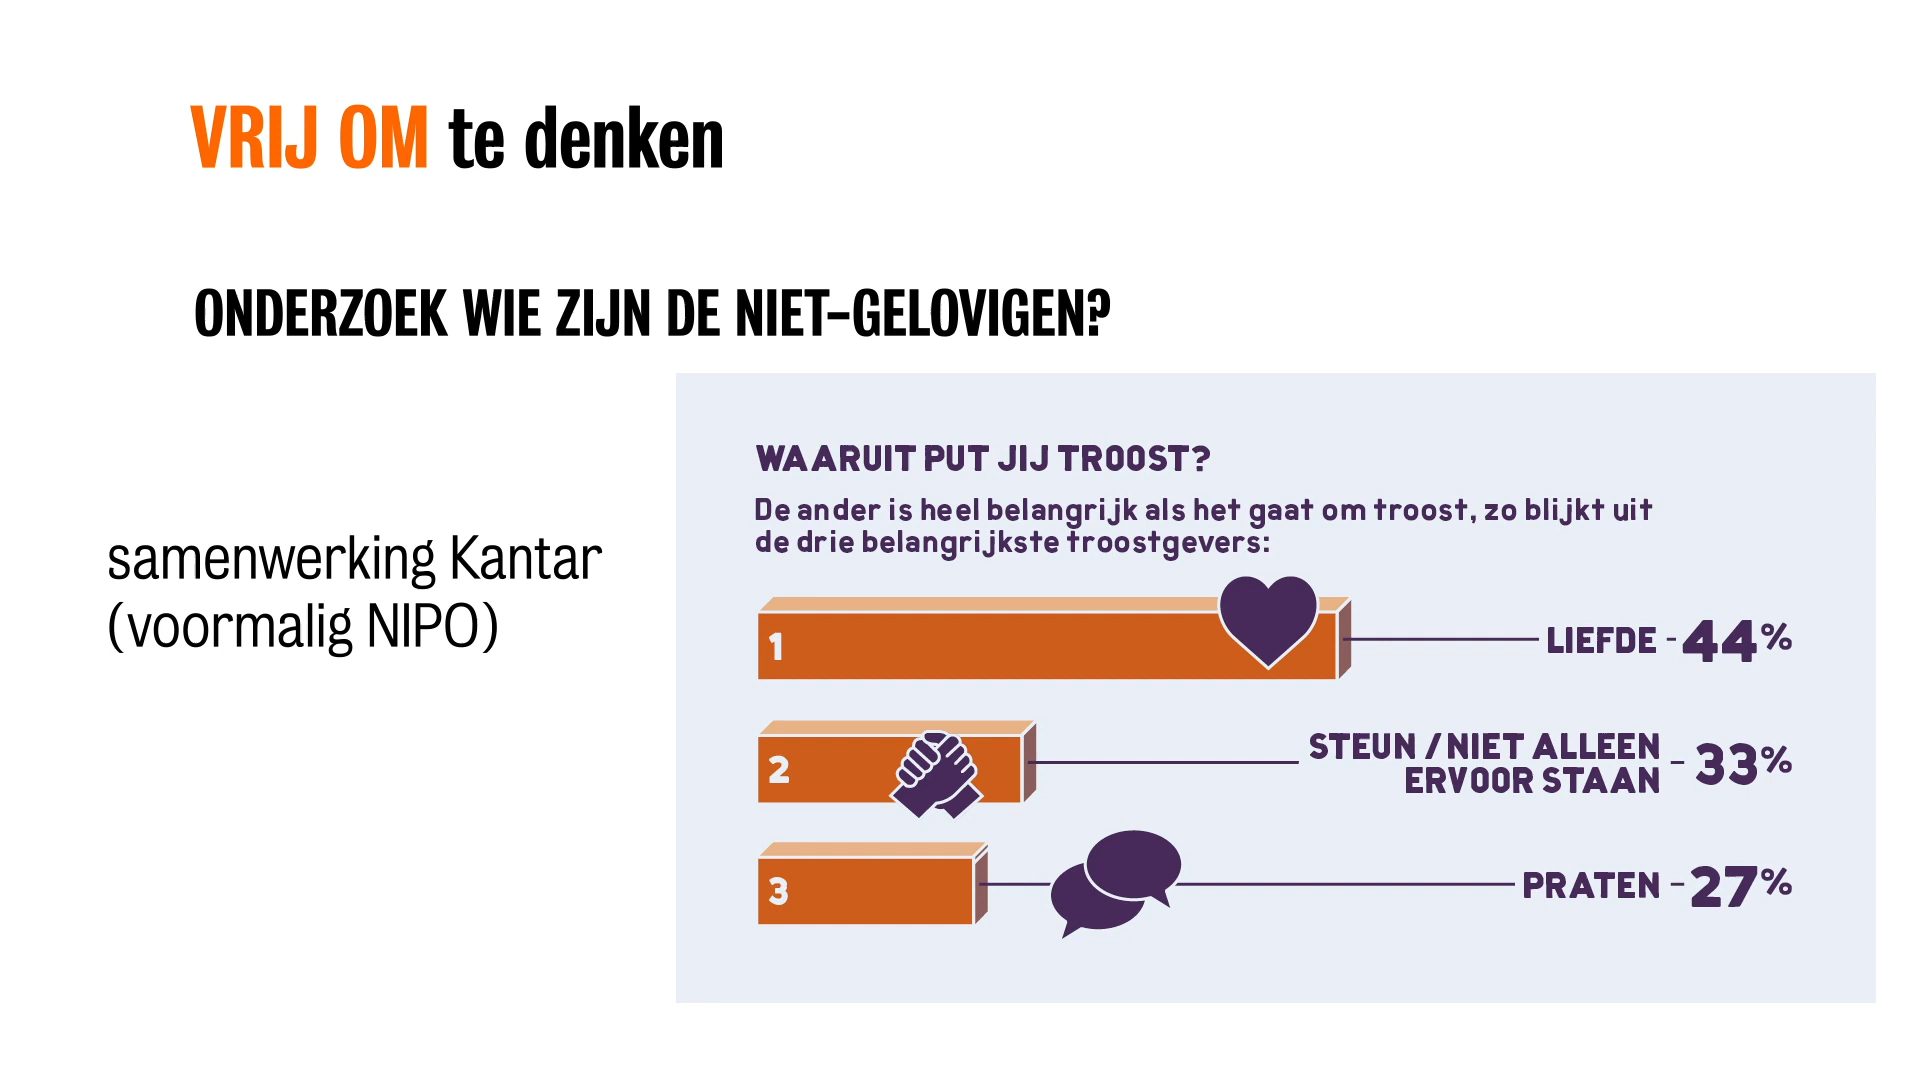 VRIJ OM te denken
ONDERZOEK WIE ZIJN DE NIET-GELOVIGEN?
samenwerking Kantar
(voormalig NIPO)
WAARUIT PUT JIJ TROOST?
De ander is heel belangrijk als het gaat om troost, zo blijkt uit
de drie belangrijkste troostgevers:
1
LIEFDE - 44%
2
STEUN / NIET ALLEEN
ERVOOR STAAN - 33%
3
PRATEN - 27%